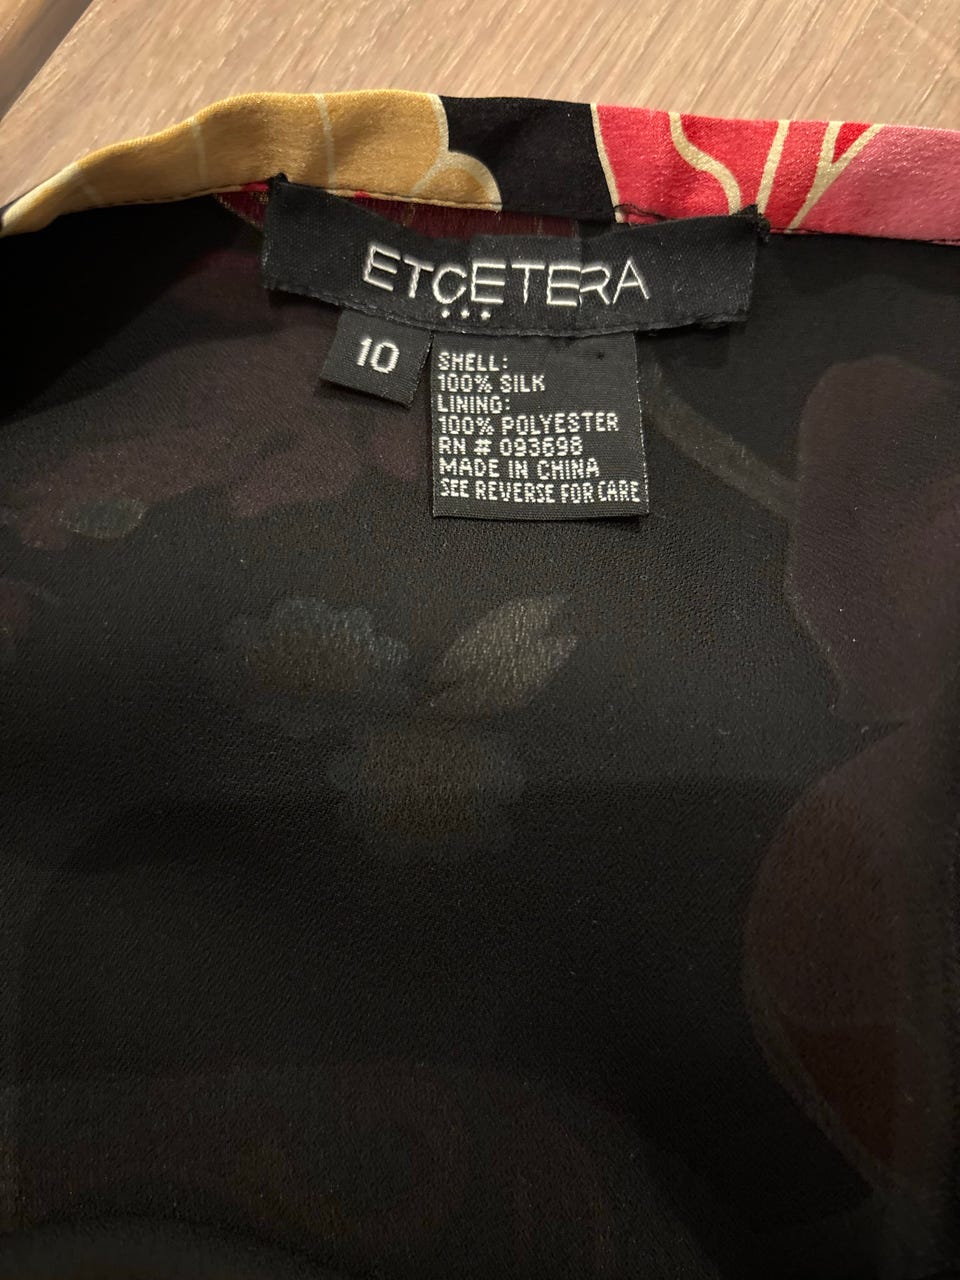 ETCETERA
10
SHELL:
100% SILK
LINING:
100% POLYESTER
RN # 093698
MADE IN CHINA
SEE REVERSE FOR CARE